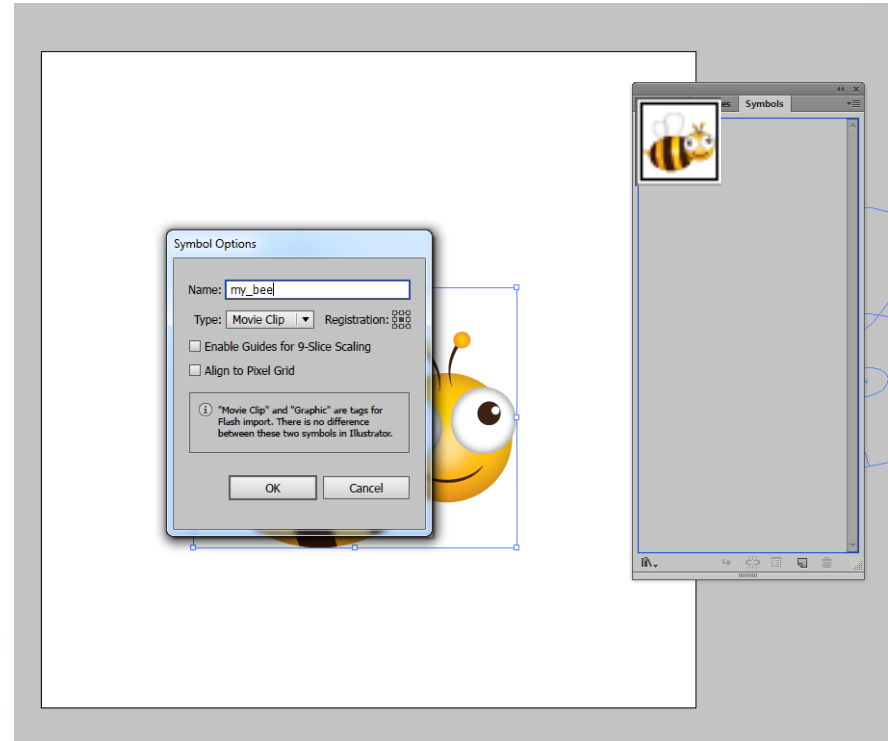 es Symbols
Symbol Options
Name: my_bee
Type: Movie Clip Registration:
Enable Guides for 9-Slice Scaling
Align to Pixel Grid
"Movie Clip" and "Graphic" are tags for
Flash import. There is no difference
between these two symbols in Illustrator.
OK Cancel